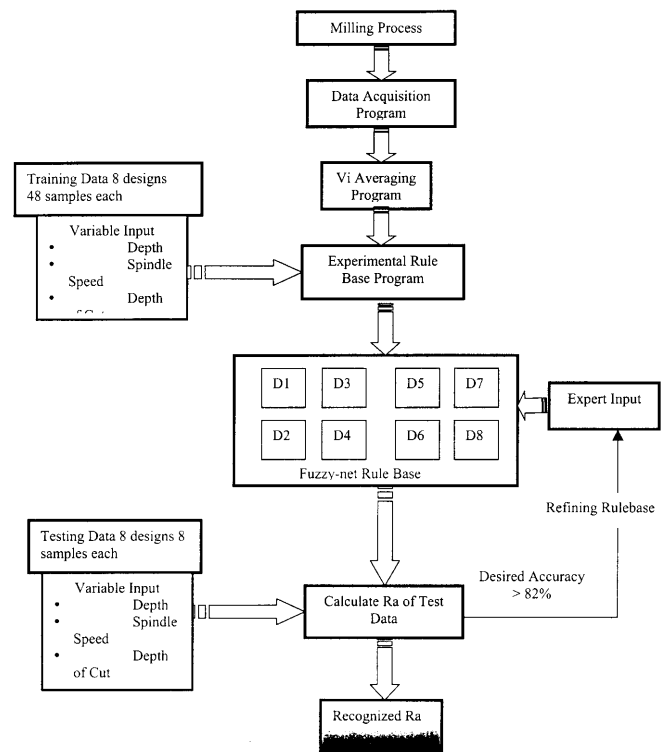 Milling Process
Data Acquisition
Program
Vi Averaging
Program
Training Data 8 designs
48 samples each
Variable Input
• Depth
• Spindle
Speed
• Depth
of Cut
Experimental Rule
Base Program
D1 D3 D5 D7
D2 D4 D6 D8
Fuzzy-net Rule Base
Expert Input
Refining Rulebase
Testing Data 8 designs 8
samples each
Variable Input
• Depth
• Spindle
Speed
• Depth
of Cut
Calculate Ra of Test
Data
Desired Accuracy
> 82%
Recognized Ra